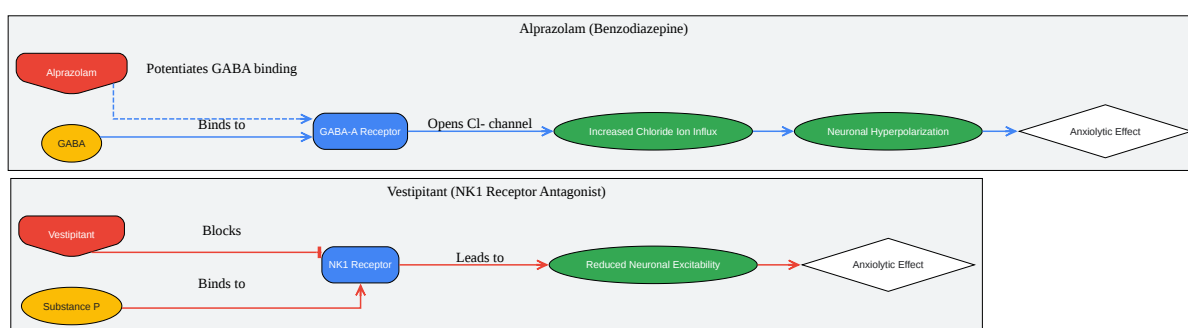 Alprazolam (Benzodiazepine)
Alprazolam
Potentiates GABA binding
GABA
Binds to
GABA-A Receptor
Opens Cl- channel
Increased Chloride Ion Influx
Neuronal Hyperpolarization
Anxiolytic Effect
Vestipitant (NK1 Receptor Antagonist)
Vestipitant
Blocks
Substance P
Binds to
NK1 Receptor
Leads to
Reduced Neuronal Excitability
Anxiolytic Effect